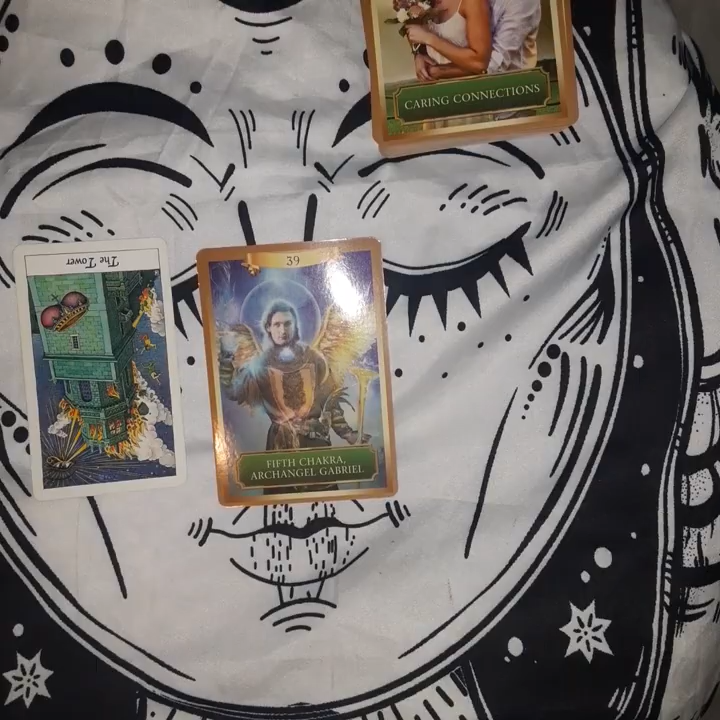 CARING CONNECTIONS
The Tower
39
FIFTH CHAKRA,
ARCHANGEL GABRIEL